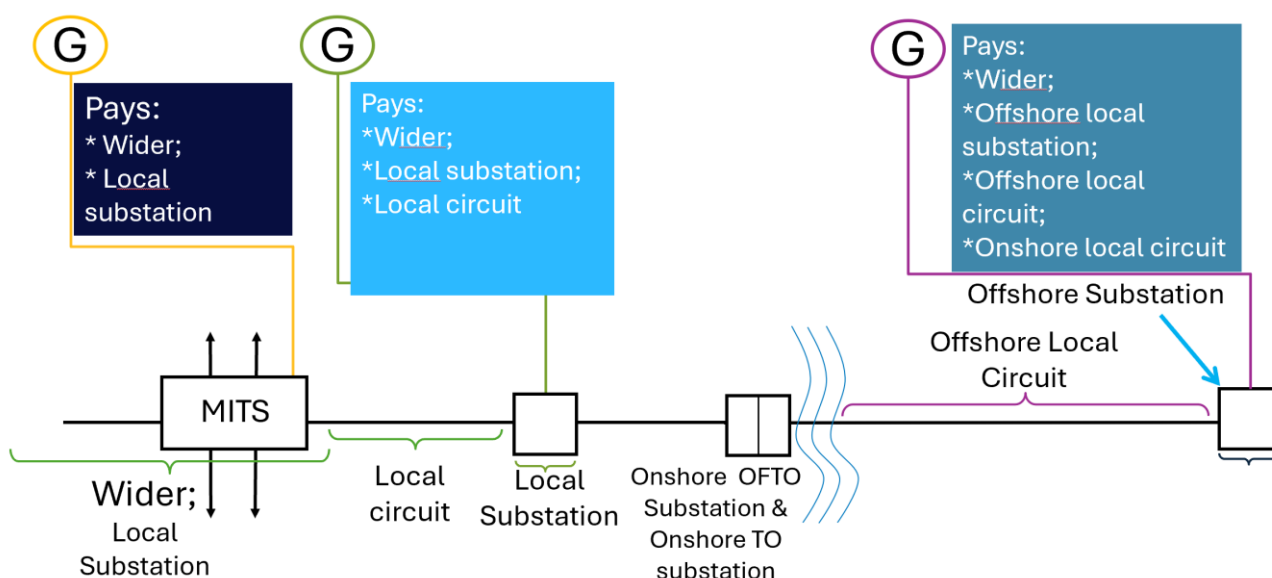 G
Pays:
* Wider;
* Local
substation
G
Pays:
*Wider;
*Local substation;
*Local circuit
G
Pays:
*Wider;
*Offshore local
substation;
*Offshore local
circuit;
*Onshore local circuit
Offshore Substation
Offshore Local
Circuit
MITS
Wider;
Local
Substation
Local
circuit
Local
Substation
Onshore OFTO
Substation &
Onshore TO
substation